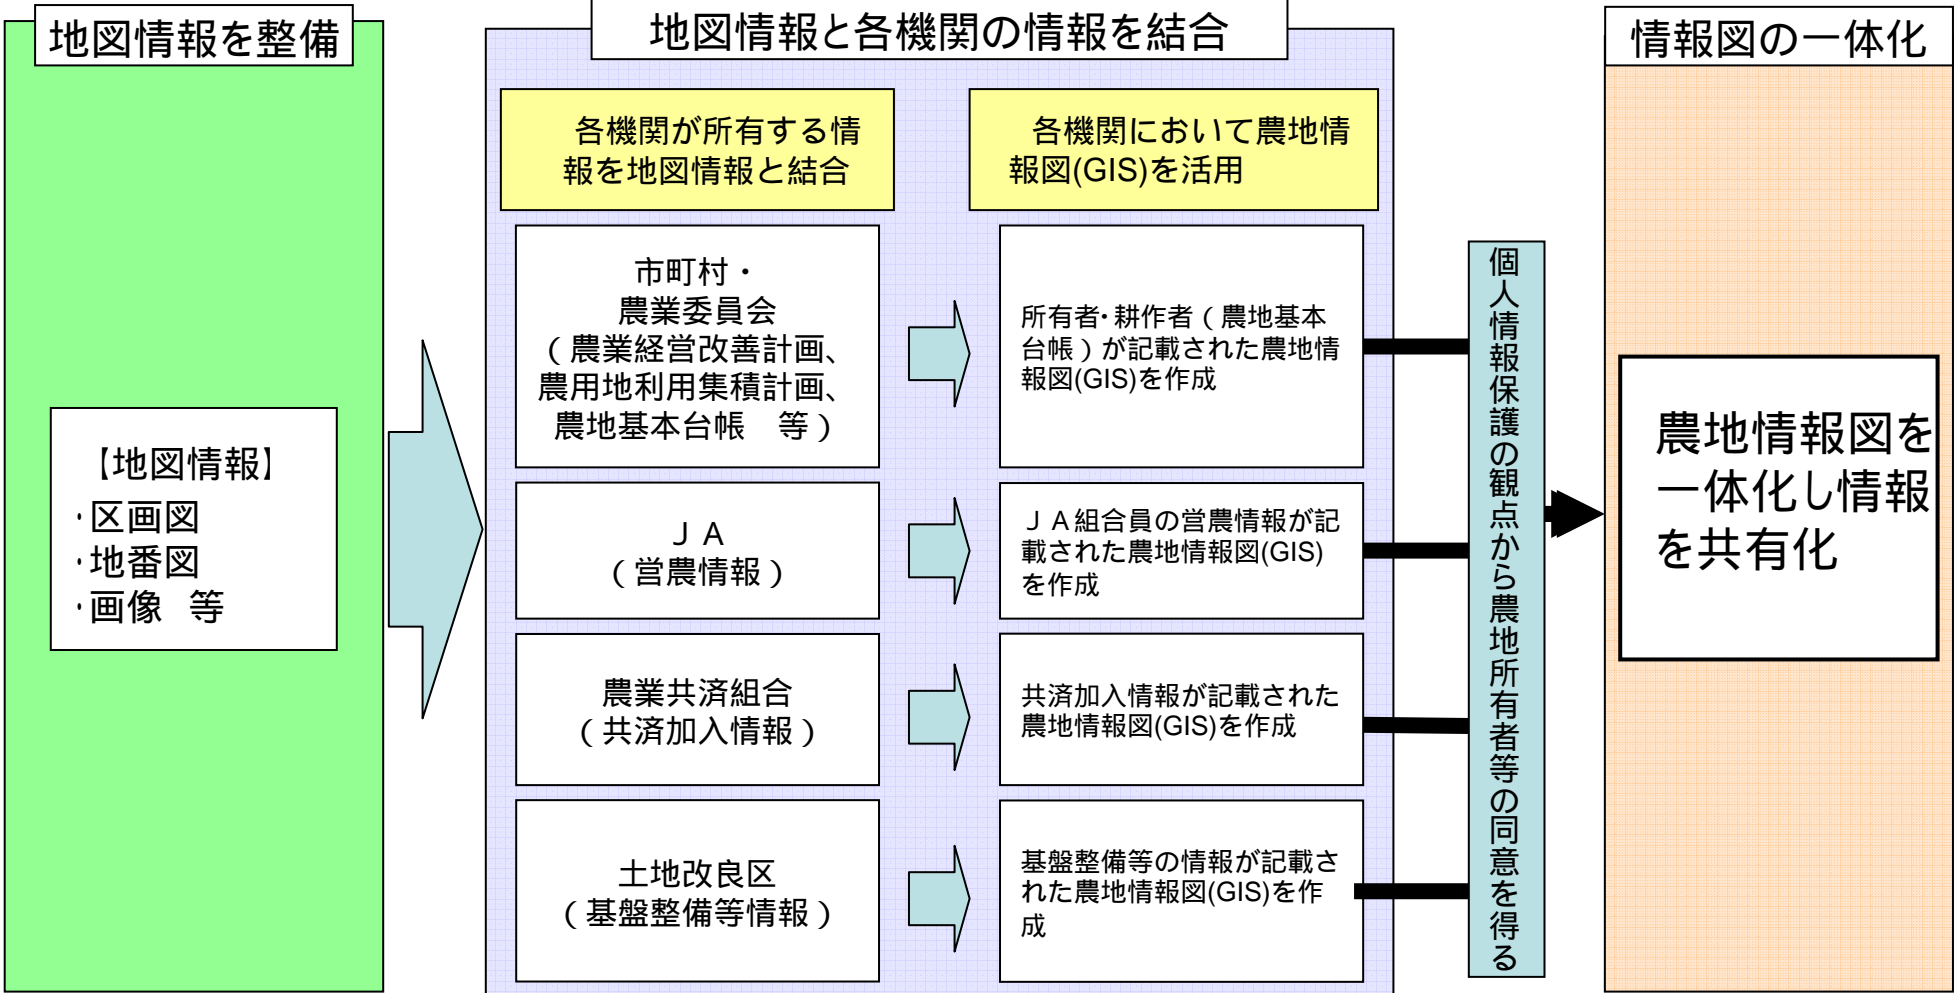 地図情報を整備
【地図情報】
・区画図
・地番図
・画像　等
地図情報と各機関の情報を結合
各機関が所有する情
報を地図情報と結合
各機関において農地情
報図(GIS)を活用
市町村・
農業委員会
（農業経営改善計画、
農用地利用集積計画、
農地基本台帳　等）
所有者・耕作者（農地基本
台帳）が記載された農地情
報図(GIS)を作成
ＪＡ
（営農情報）
ＪＡ組合員の営農情報が記
載された農地情報図(GIS)
を作成
農業共済組合
（共済加入情報）
共済加入情報が記載された
農地情報図(GIS)を作成
土地改良区
（基盤整備等情報）
基盤整備等の情報が記載さ
れた農地情報図(GIS)を作
成
個人情報保護の観点から農地所有者等の同意を得る
情報図の一体化
農地情報図を
一体化し情報
を共有化